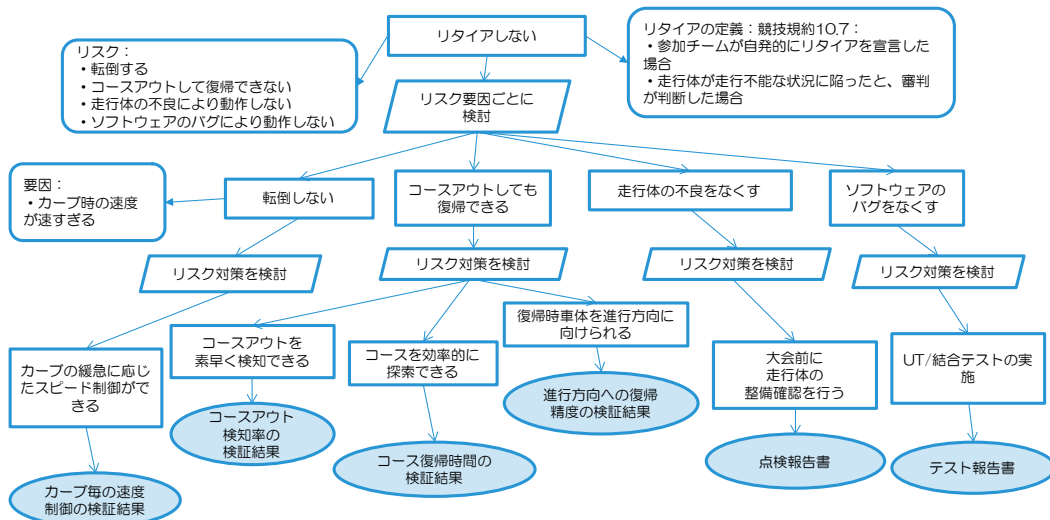 リタイアしない
リスク：
・転倒する
・コースアウトして復帰できない
・走行体の不良により動作しない
・ソフトウェアのバグにより動作しない
リタイアの定義：競技規約10.7：
・参加チームが自発的にリタイアを宣言した
場合
・走行体が走行不能な状況に陥ったと、審判
が判断した場合
リスク要因ごとに
検討
要因：
・カーブ時の速度
が速すぎる
転倒しない
コースアウトしても
復帰できる
走行体の不良をなくす
ソフトウェアの
バグをなくす
リスク対策を検討
リスク対策を検討
リスク対策を検討
リスク対策を検討
カーブの緩急に応じ
たスピード制御がで
きる
コースアウトを
素早く検知できる
コースを効率的に
探索できる
復帰時車体を進行方向に
向けられる
大会前に
走行体の
整備確認を行う
UT/結合テストの実
施
カーブ毎の速度
制御の検証結果
コースアウト
検知率の
検証結果
コース復帰時間の
検証結果
進行方向への復帰
精度の検証結果
点検報告書
テスト報告書